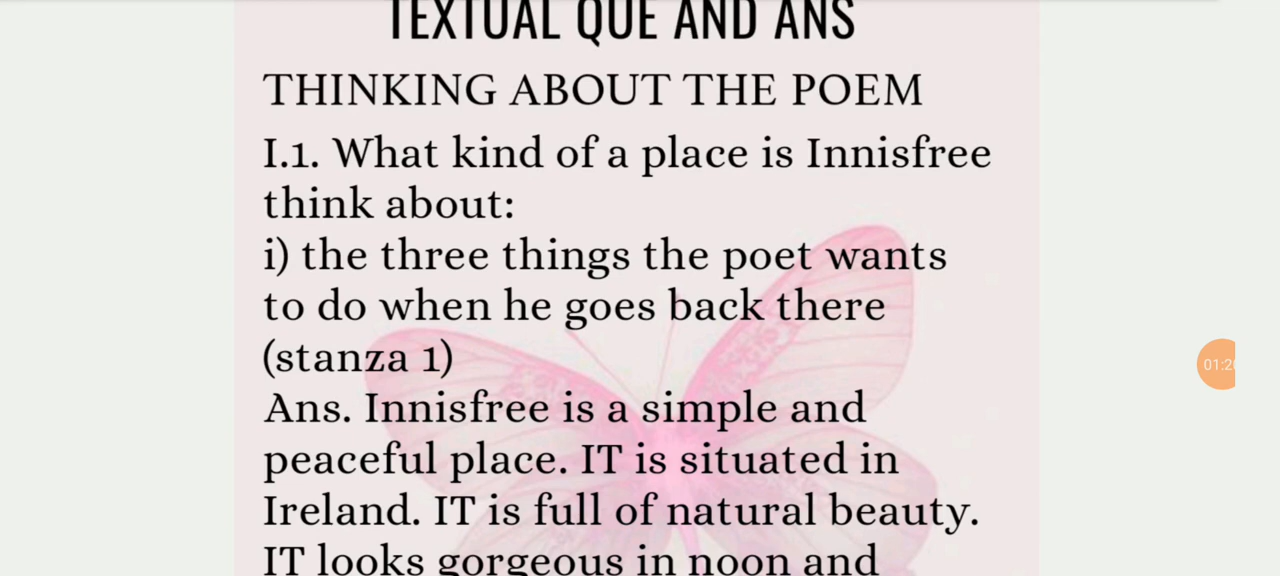 TEXTUAL QUE AND ANS
THINKING ABOUT THE POEM
I.1. What kind of a place is Innisfree
think about:
i) the three things the poet wants
to do when he goes back there
(stanza 1)
Ans. Innisfree is a simple and
peaceful place. IT is situated in
Ireland. IT is full of natural beauty.
IT looks gorgeous in noon and